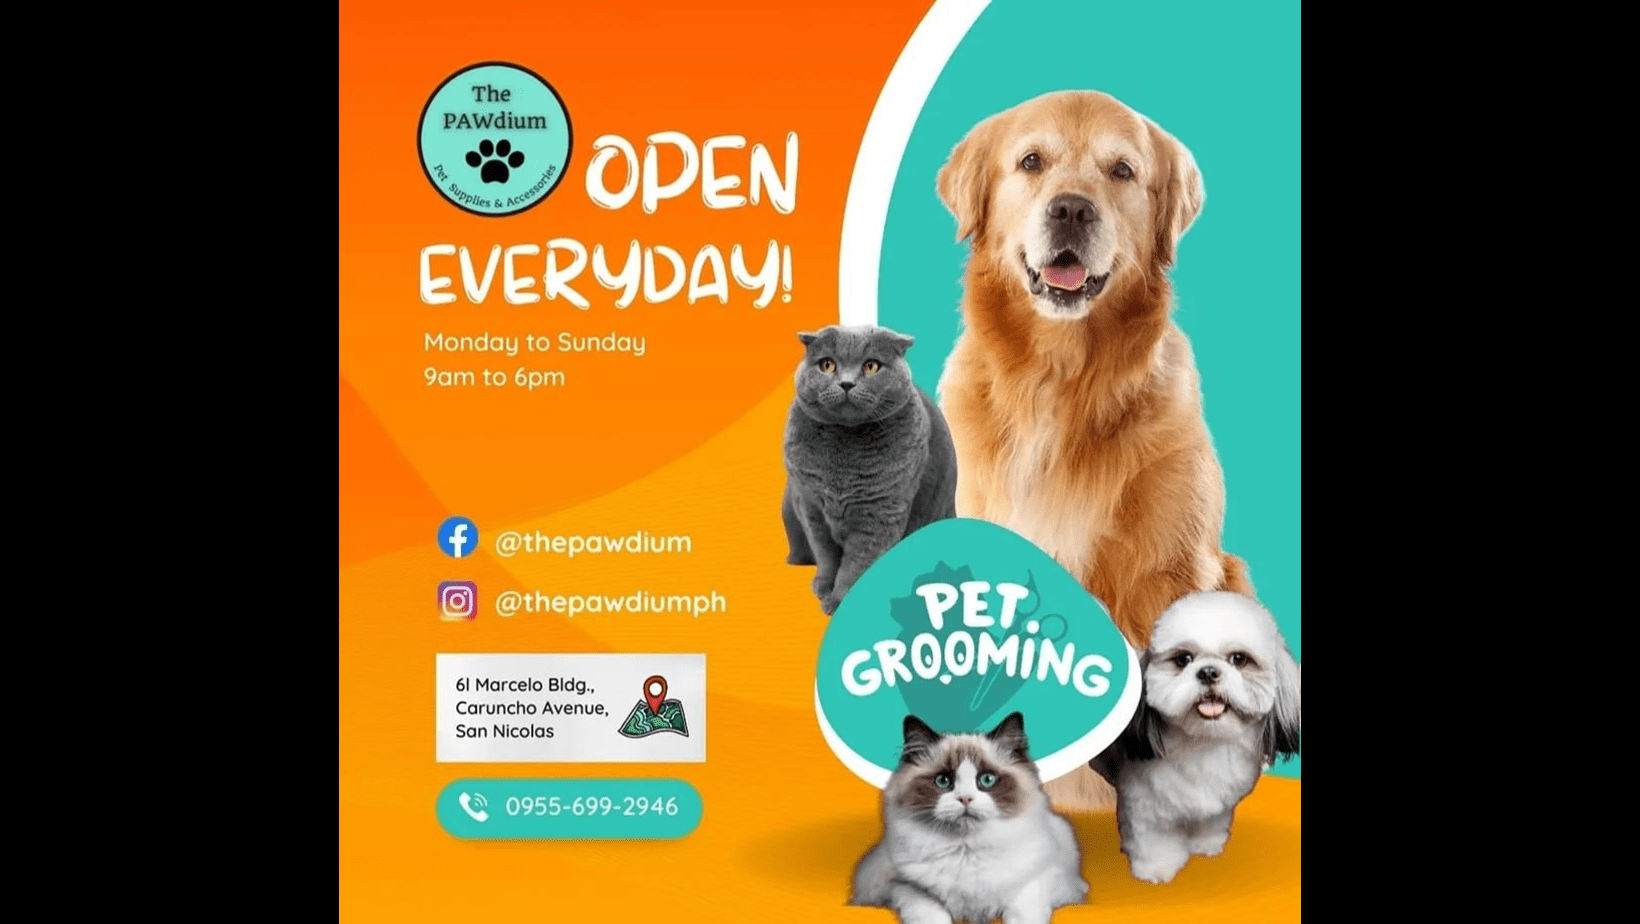 The
PAWdium
Pet Supplies & Accessories
OPEN
EVERYDAY!
Monday to Sunday
9am to 6pm
@thepawdium
@thepawdiumph
61 Marcelo Bldg.,
Caruncho Avenue,
San Nicolas
0955-699-2946
PET
GROOMING